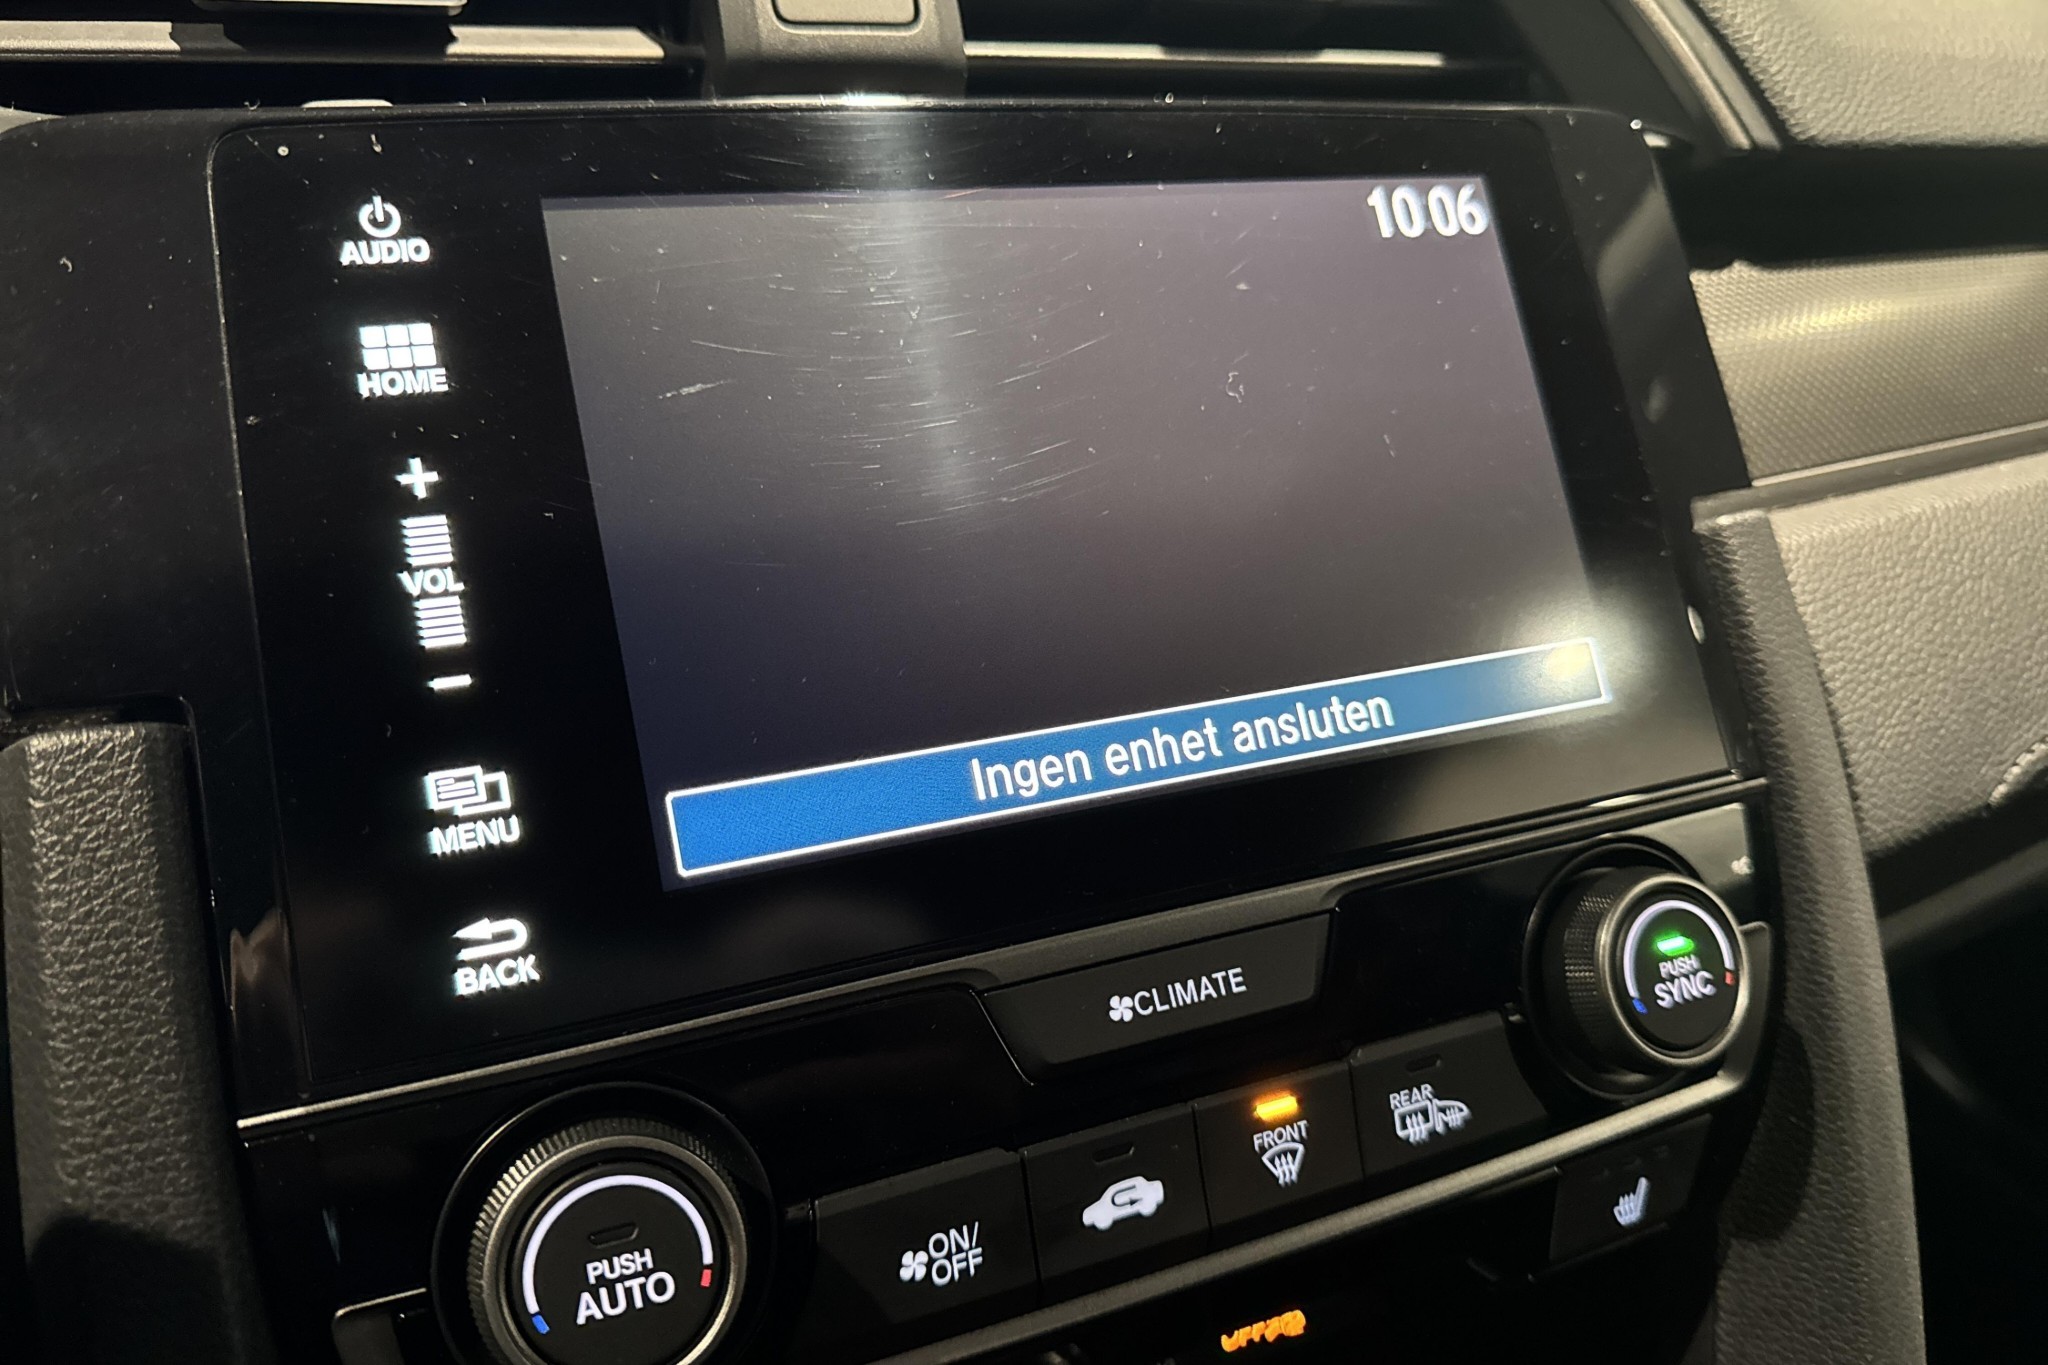 10:06
AUDIO
HOME
+
VOL
−
MENU
BACK
Ingen enhet ansluten
CLIMATE
PUSH
SYNC
PUSH
AUTO
ON/
OFF
FRONT
REAR